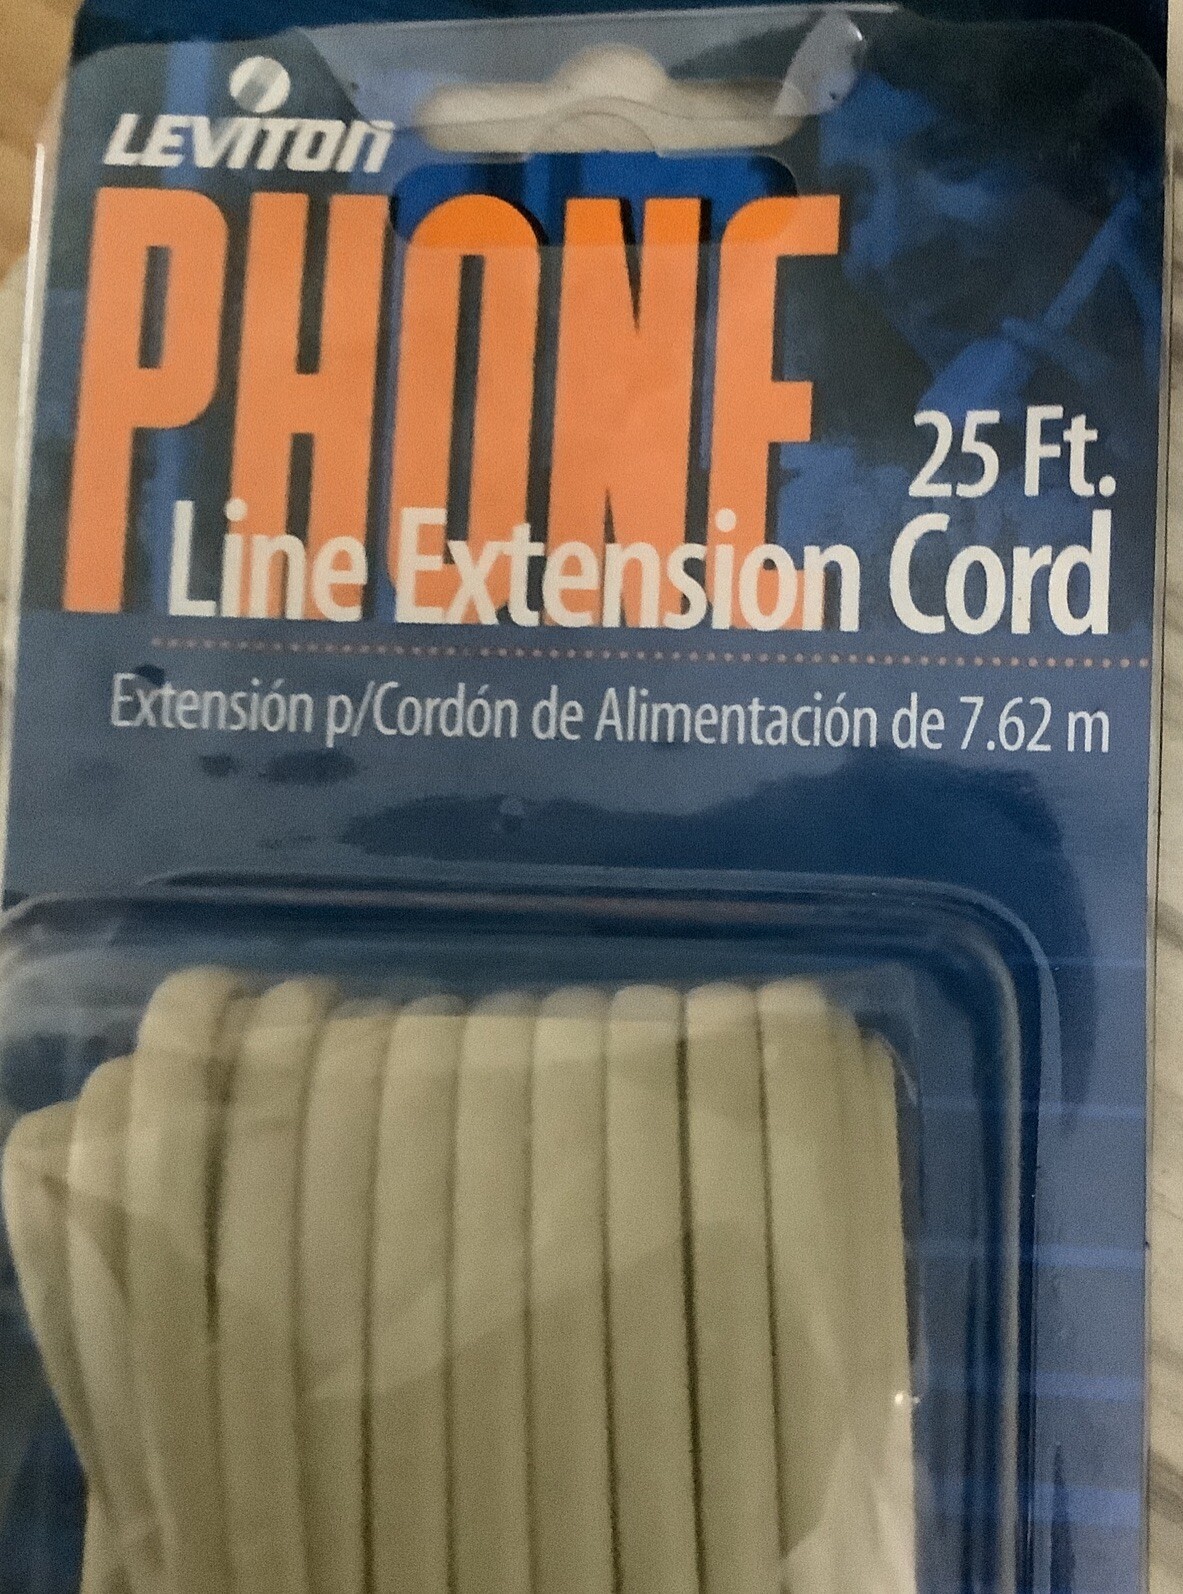 LEVITON
PHONE
25 Ft.
Line Extension Cord
Extensión p/Cordón de Alimentación de 7.62 m